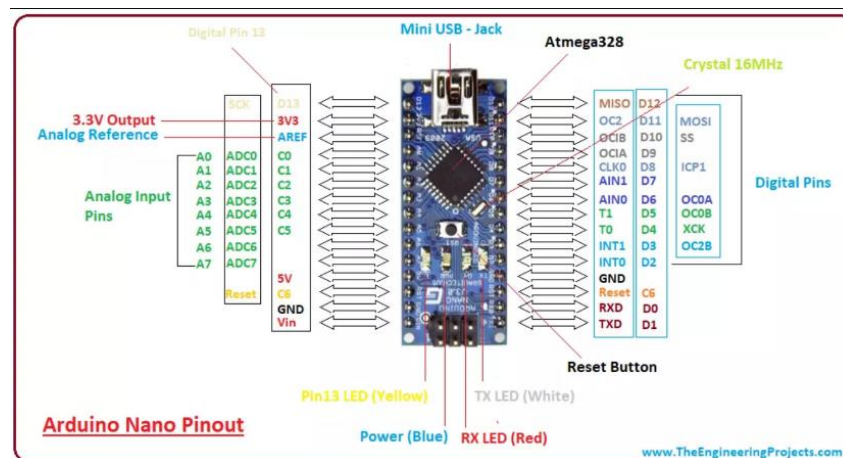 Mini USB - Jack
Digital Pin 13
Atmega328
Crystal 16MHz
SCK D13
3.3V Output 3V3
Analog Reference AREF
A0 ADC0 C0
A1 ADC1 C1
A2 ADC2 C2
A3 ADC3 C3
A4 ADC4 C4
A5 ADC5 C5
A6 ADC6
A7 ADC7
Analog Input
Pins
5V
Reset C6
GND
Vin
MISO D12
OC2 D11 MOSI
OCIB D10 SS
OCIA D9
CLK0 D8 ICP1
AIN1 D7
AIN0 D6 OC0A
T1 D5 OC0B
T0 D4 XCK
INT1 D3 OC2B
INT0 D2
GND
Reset C6
RXD D0
TXD D1
Digital Pins
USA
2009
Reset Button
Pin13 LED (Yellow)
TX LED (White)
Power (Blue)
RX LED (Red)
Arduino Nano Pinout
www.TheEngineeringProjects.com